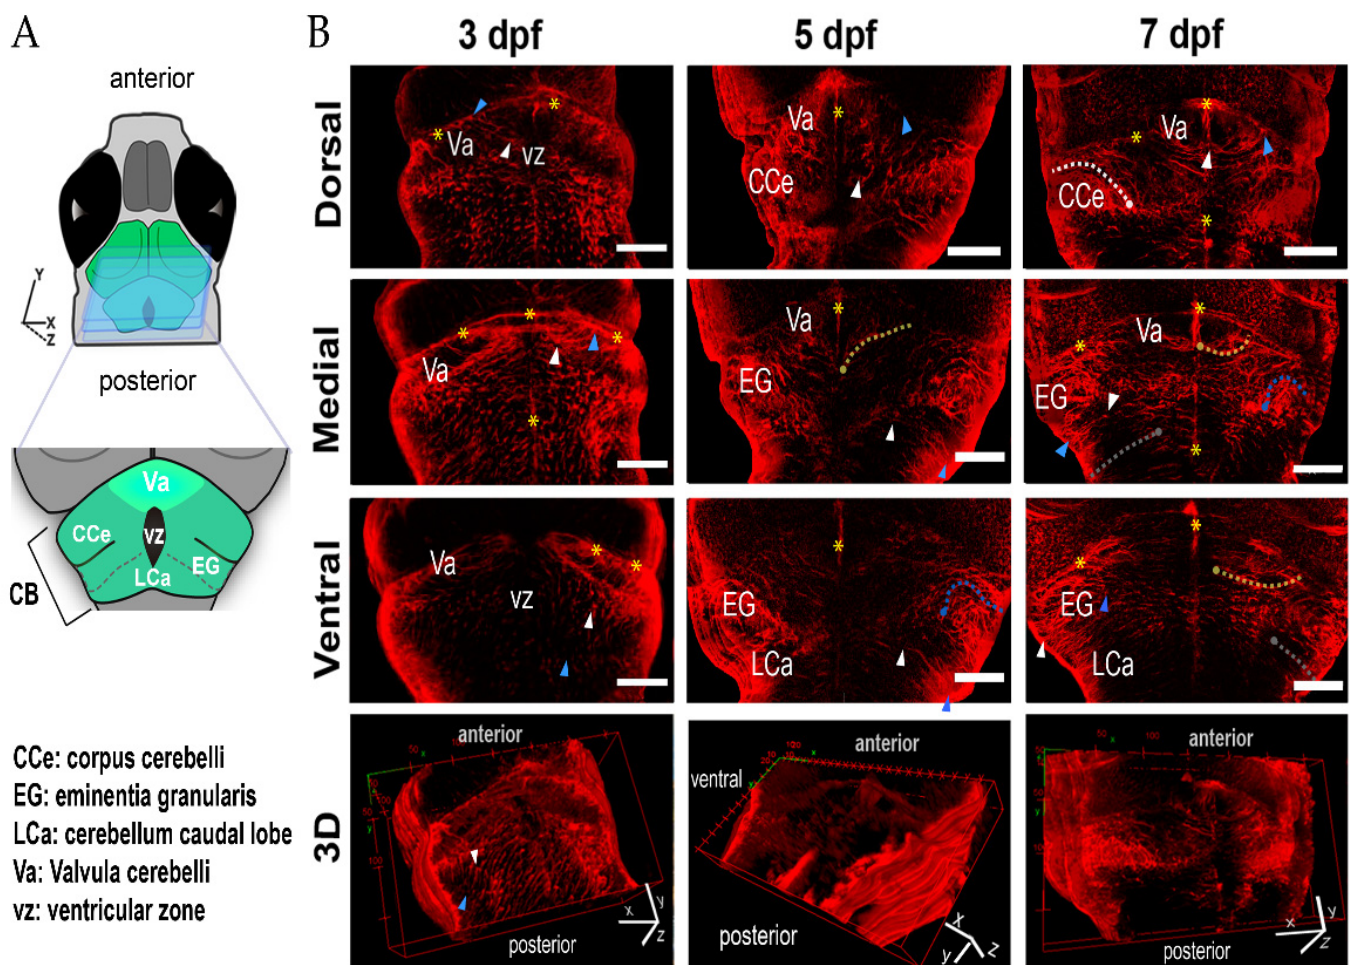 A
anterior
Y
X
Z
posterior
Va
CCe
vz
EG
LCa
CB
CCe: corpus cerebelli
EG: eminentia granularis
LCa: cerebellum caudal lobe
Va: Valvula cerebelli
vz: ventricular zone
B
3 dpf
5 dpf
7 dpf
Dorsal
Va
vz
Va
CCe
Va
CCe
Medial
Va
Va
EG
Va
EG
Ventral
Va
vz
EG
LCa
EG
LCa
3D
anterior
posterior
x
y
z
anterior
ventral
posterior
x
y
z
anterior
posterior
x
y
z